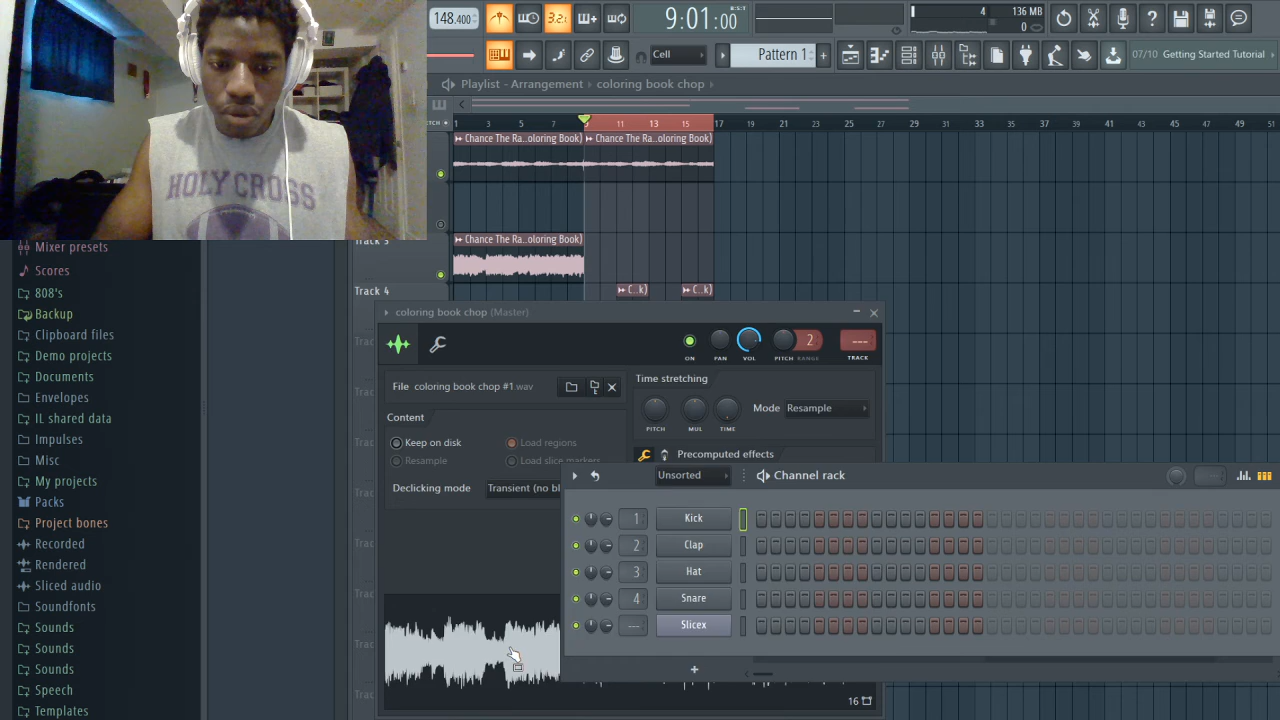 148.400
3.2.
9:01:00
B:S:T
4
136 MB
0
Cell
Pattern 1
07/10
Getting Started Tutorial
Playlist - Arrangement › coloring book chop ›
1 3 5 7 9 11 13 15 17 19 21 23 25 27 29 31 33 35 37 39 41 43 45 47 49 51
Chance The Ra..oloring Book)
Chance The Ra..oloring Book)
HOLY CROSS
Chance The Ra..oloring Book)
Track 4
C..k)
C..k)
Mixer presets
Scores
808's
Backup
Clipboard files
Demo projects
Documents
Envelopes
IL shared data
Impulses
Misc
My projects
Packs
Project bones
Recorded
Rendered
Sliced audio
Soundfonts
Sounds
Sounds
Sounds
Speech
Templates
coloring book chop (Master)
ON
PAN
VOL
PITCH
RANGE
2
---
TRACK
File coloring book chop #1.wav
Content
Keep on disk
Load regions
Resample
Load slice markers
Declicking mode
Transient (no bl
Time stretching
PITCH
MUL
TIME
Mode
Resample
Precomputed effects
16
Unsorted
Channel rack
1 Kick
2 Clap
3 Hat
4 Snare
--- Slicex
+